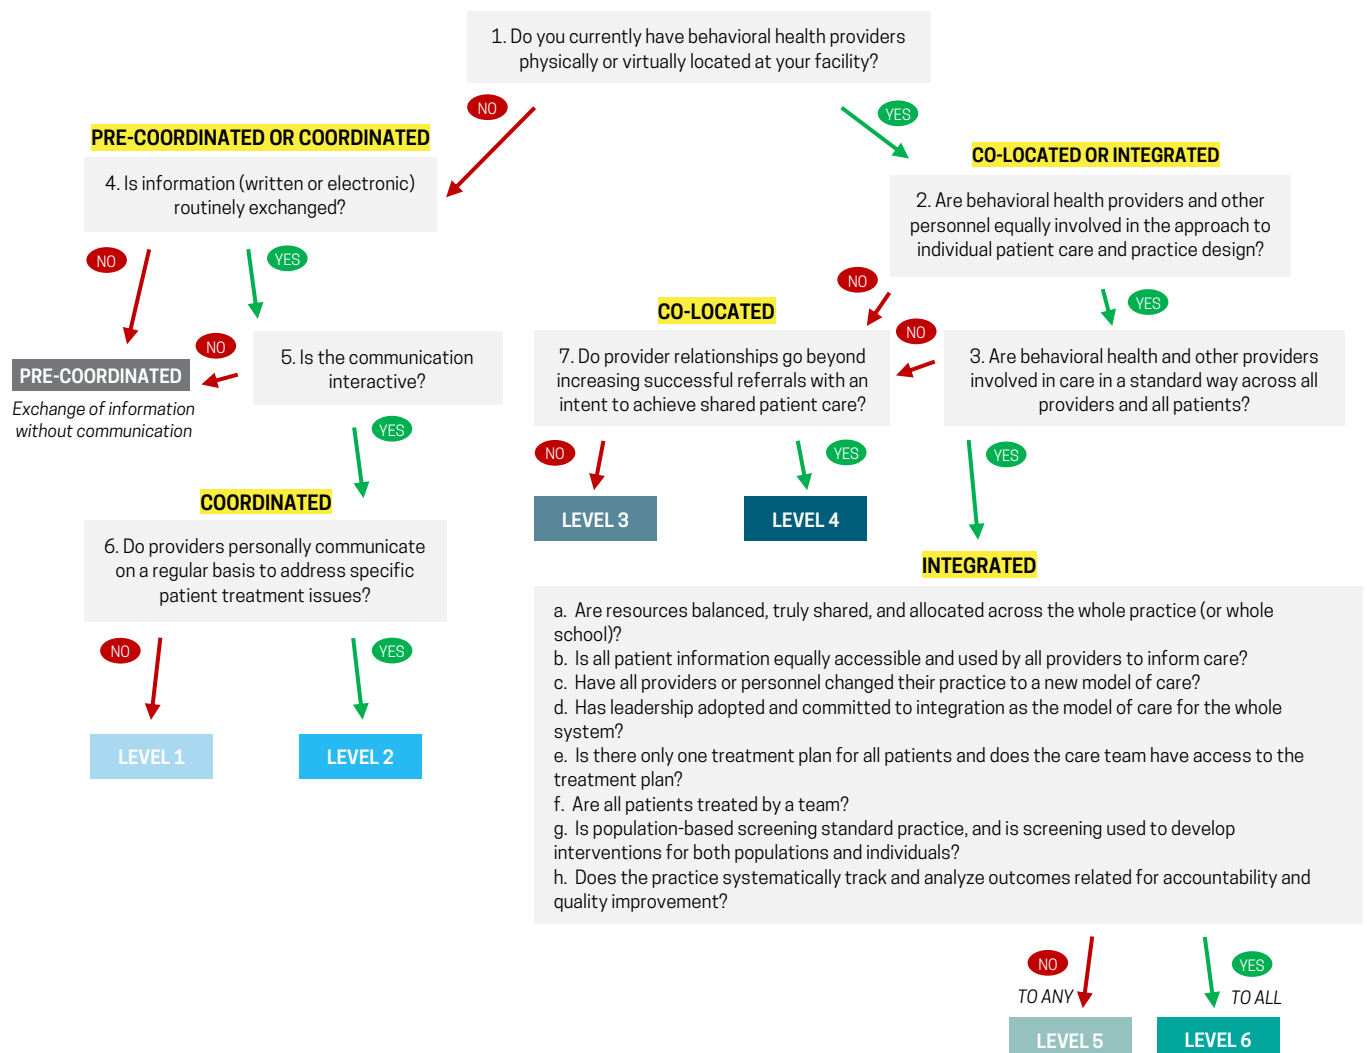 1. Do you currently have behavioral health providers
physically or virtually located at your facility?
NO
YES
PRE-COORDINATED OR COORDINATED
4. Is information (written or electronic)
routinely exchanged?
NO
YES
PRE-COORDINATED
Exchange of information
without communication
NO
5. Is the communication
interactive?
YES
COORDINATED
6. Do providers personally communicate
on a regular basis to address specific
patient treatment issues?
NO
YES
LEVEL 1
LEVEL 2
CO-LOCATED OR INTEGRATED
2. Are behavioral health providers and other
personnel equally involved in the approach to
individual patient care and practice design?
NO
YES
CO-LOCATED
7. Do provider relationships go beyond
increasing successful referrals with an
intent to achieve shared patient care?
NO
3. Are behavioral health and other providers
involved in care in a standard way across all
providers and all patients?
NO
YES
LEVEL 3
LEVEL 4
YES
INTEGRATED
a. Are resources balanced, truly shared, and allocated across the whole practice (or whole
school)?
b. Is all patient information equally accessible and used by all providers to inform care?
c. Have all providers or personnel changed their practice to a new model of care?
d. Has leadership adopted and committed to integration as the model of care for the whole
system?
e. Is there only one treatment plan for all patients and does the care team have access to the
treatment plan?
f. Are all patients treated by a team?
g. Is population-based screening standard practice, and is screening used to develop
interventions for both populations and individuals?
h. Does the practice systematically track and analyze outcomes related for accountability and
quality improvement?
NO
TO ANY
YES
TO ALL
LEVEL 5
LEVEL 6